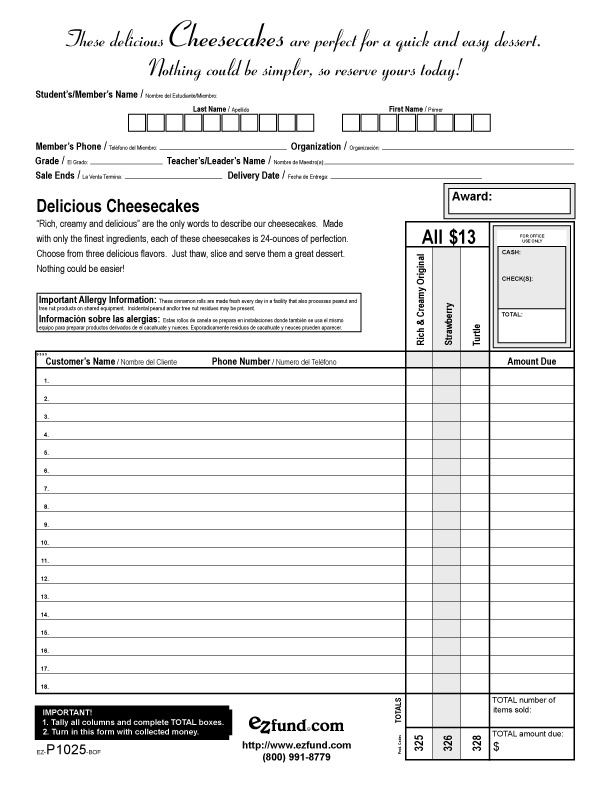 These delicious Cheesecakes are perfect for a quick and easy dessert.
Nothing could be simpler, so reserve yours today!
Student's/Member's Name / Nombre del Estudiante/Miembro:
Last Name / Apellido
First Name / Primer
Member's Phone / Teléfono del Miembro: Organization / Organización:
Grade / El Grado: Teacher's/Leader's Name / Nombre de Maestro(a):
Sale Ends / La Venta Termina: Delivery Date / Fecha de Entrega:
Award:
Delicious Cheesecakes
"Rich, creamy and delicious" are the only words to describe our cheesecakes. Made
with only the finest ingredients, each of these cheesecakes is 24-ounces of perfection.
Choose from three delicious flavors. Just thaw, slice and serve them a great dessert.
Nothing could be easier!
All $13
FOR OFFICE
USE ONLY
CASH:
CHECK(S):
TOTAL:
Rich & Creamy Original
Strawberry
Turtle
Important Allergy Information: These cinnamon rolls are made fresh every day in a facility that also processes peanut and
tree nut products on shared equipment. Incidental peanut and/or tree nut residues may be present.
Información sobre las alergias: Estas rollos de canela se prepara en instalaciones donde también se use el mismo
equipo para preparar productos derivados de el cacahuate y nueces. Esporadicamente residuos de cacahuate y neuces prueden aparecer.
Customer's Name / Nombre del Cliente Phone Number / Numero del Teléfono Amount Due
1.
2.
3.
4.
5.
6.
7.
8.
9.
10.
11.
12.
13.
14.
15.
16.
17.
18.
IMPORTANT!
1. Tally all columns and complete TOTAL boxes.
2. Turn in this form with collected money.
EZ-P1025-BOF
ezfund.com
http://www.ezfund.com
(800) 991-8779
TOTALS
Prod. Codes
325
326
328
TOTAL number of
items sold:
TOTAL amount due:
$